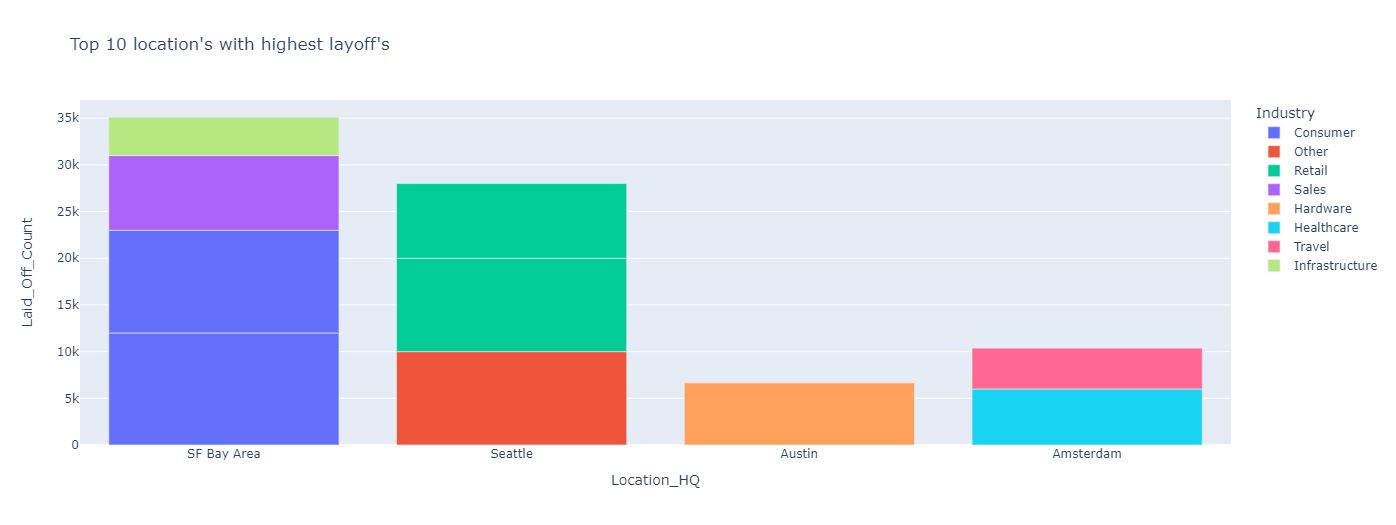 Top 10 location's with highest layoff's
Laid_Off_Count
35k
30k
25k
20k
15k
10k
5k
0
SF Bay Area
Seattle
Austin
Amsterdam
Location_HQ
Industry
Consumer
Other
Retail
Sales
Hardware
Healthcare
Travel
Infrastructure